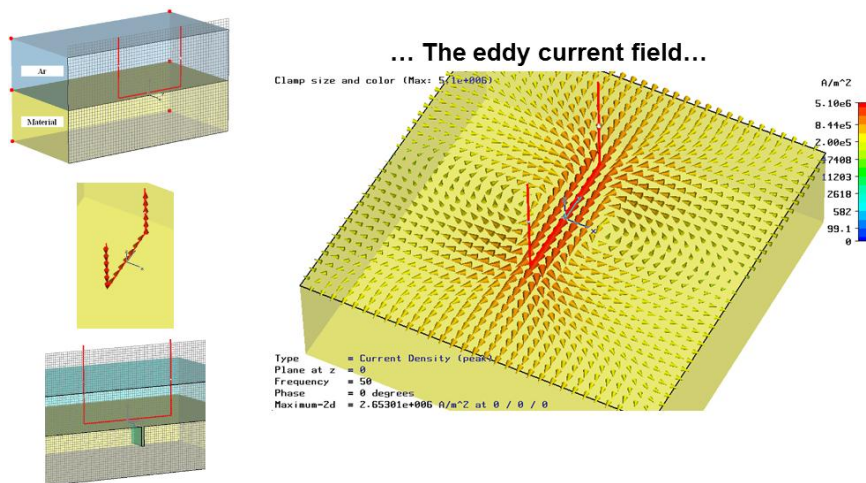 ... The eddy current field...
Clamp size and color (Max: 5.1e+006)
A/m^2
5.10e6
8.44e5
2.00e5
47408
11203
2618
582
99.1
0
Ar
Material
x
x
Type = Current Density (peak)
Plane at z = 0
Frequency = 50
Phase = 0 degrees
Maximum-2d = 2.65301e+006 A/m^2 at 0 / 0 / 0